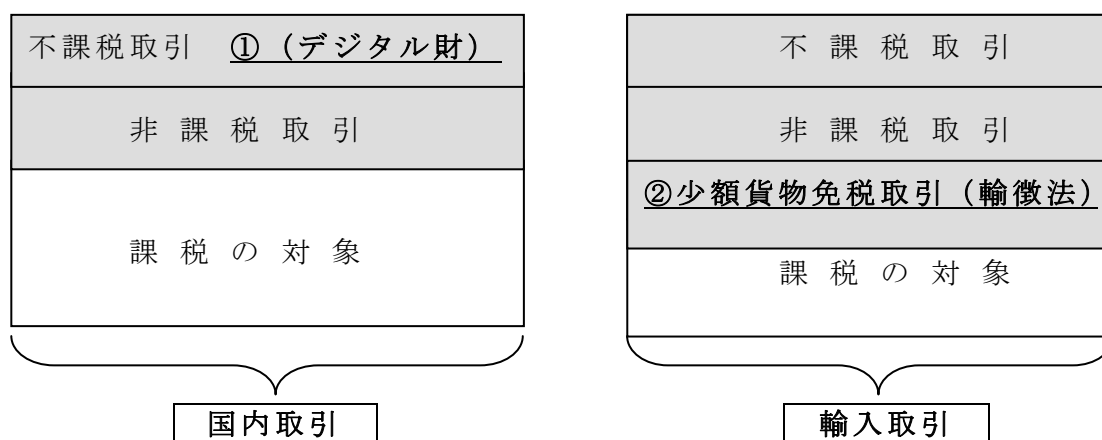 不課税取引 ①（デジタル財）
非課税取引
課税の対象
国内取引
不課税取引
非課税取引
②少額貨物免税取引（輸徴法）
課税の対象
輸入取引